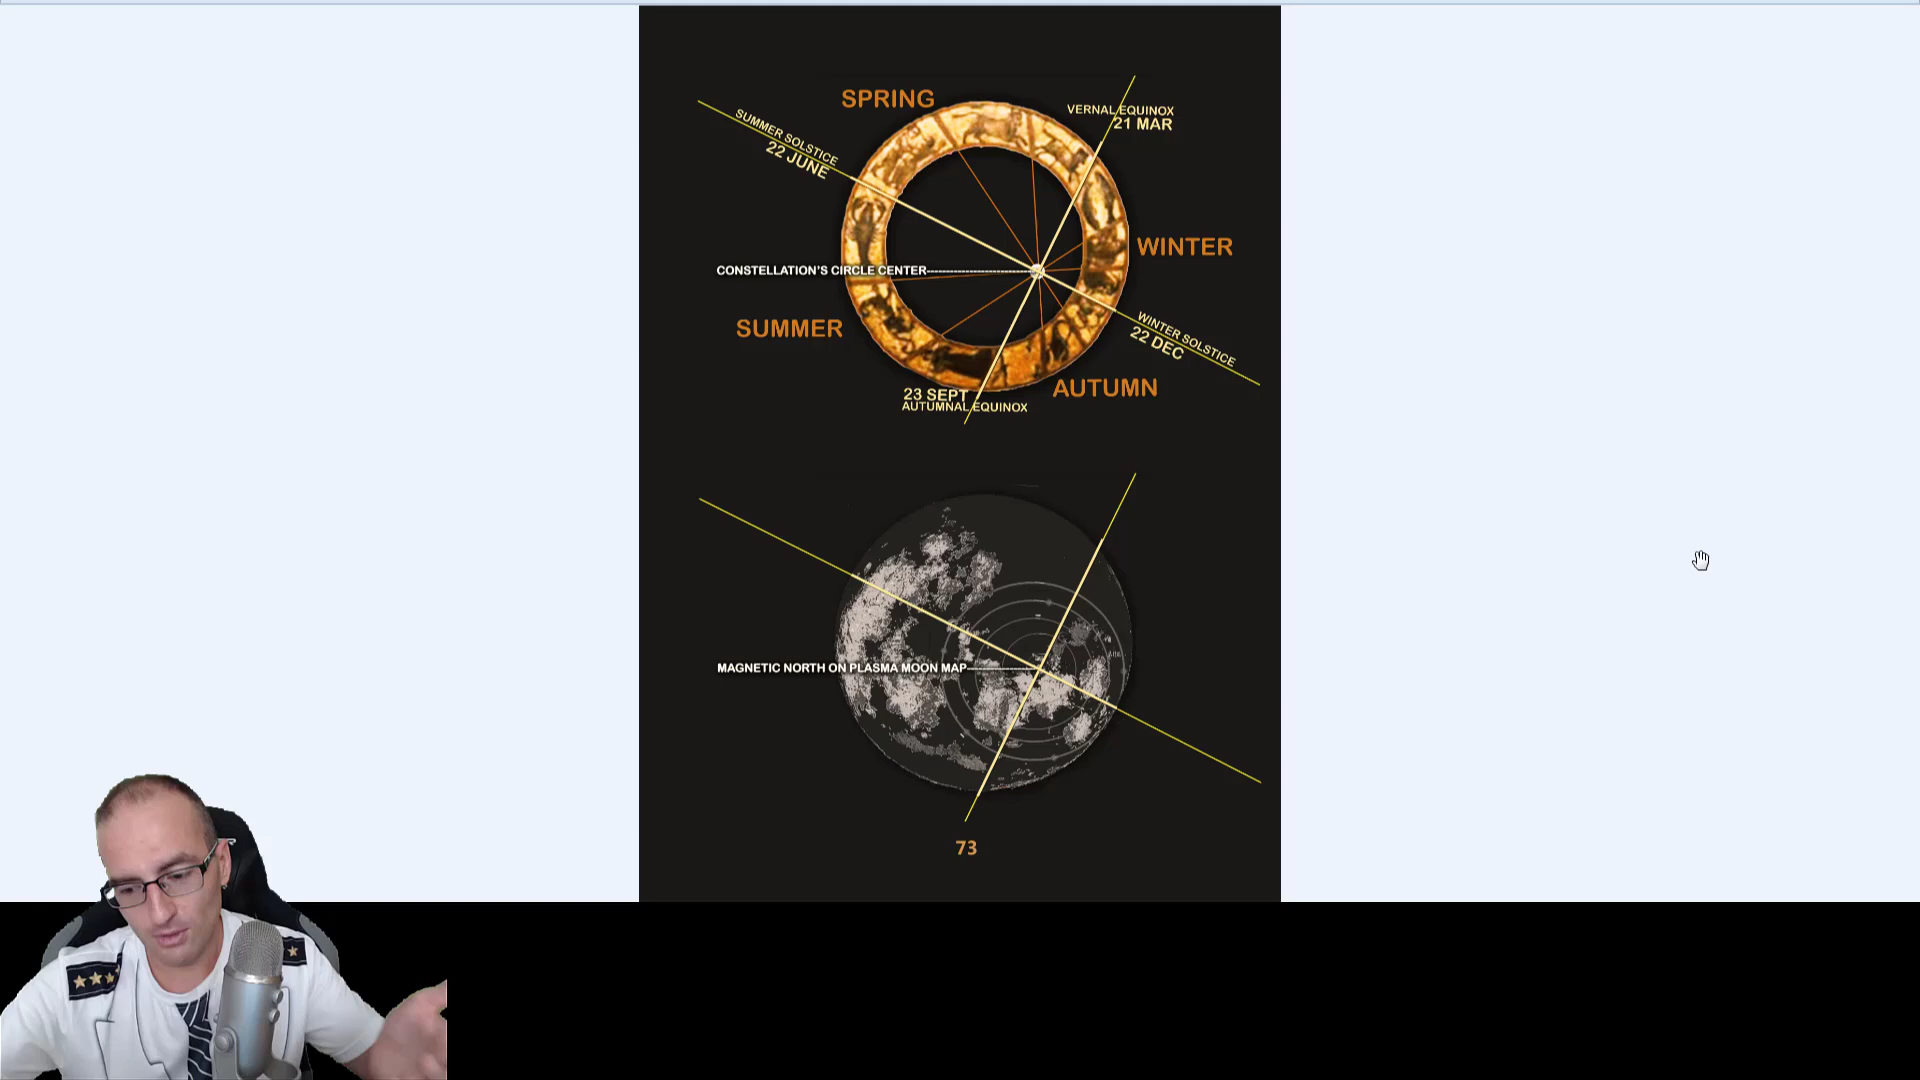 SPRING
VERNAL EQUINOX
21 MAR
SUMMER SOLSTICE
22 JUNE
WINTER
CONSTELLATION'S CIRCLE CENTER
SUMMER
WINTER SOLSTICE
22 DEC
AUTUMN
23 SEPT
AUTUMNAL EQUINOX
MAGNETIC NORTH ON PLASMA MOON MAP
73